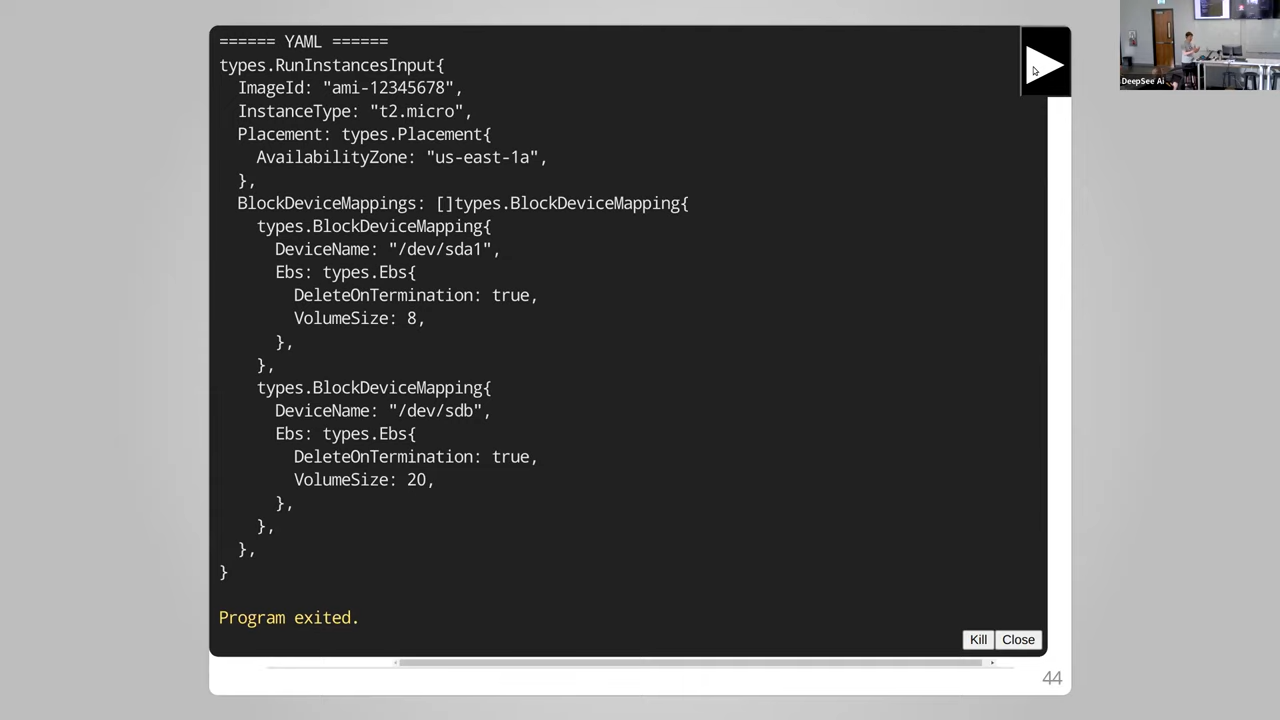 ====== YAML ======
types.RunInstancesInput{
  ImageId: "ami-12345678",
  InstanceType: "t2.micro",
  Placement: types.Placement{
    AvailabilityZone: "us-east-1a",
  },
  BlockDeviceMappings: []types.BlockDeviceMapping{
    types.BlockDeviceMapping{
      DeviceName: "/dev/sda1",
      Ebs: types.Ebs{
        DeleteOnTermination: true,
        VolumeSize: 8,
      },
    },
    types.BlockDeviceMapping{
      DeviceName: "/dev/sdb",
      Ebs: types.Ebs{
        DeleteOnTermination: true,
        VolumeSize: 20,
      },
    },
  },
}
Program exited.
Kill Close
44
DeepSee Ai